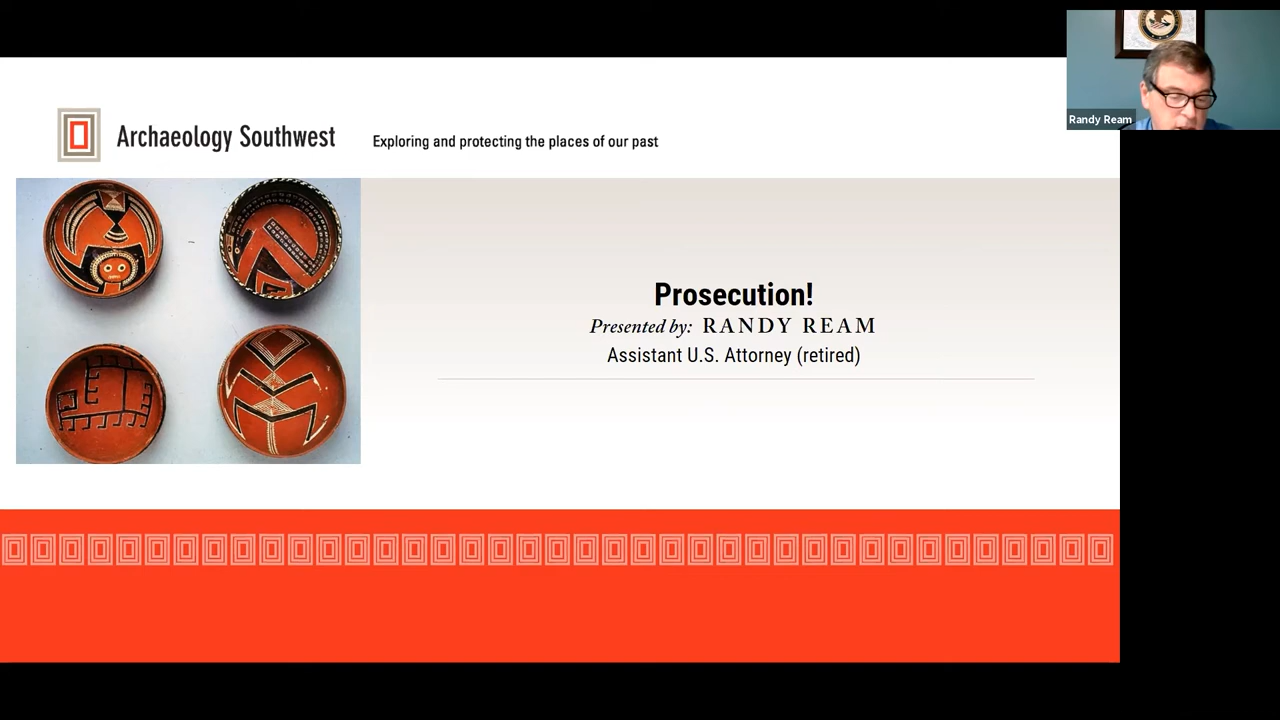 Randy Ream
Archaeology Southwest
Exploring and protecting the places of our past
Prosecution!
Presented by: RANDY REAM
Assistant U.S. Attorney (retired)